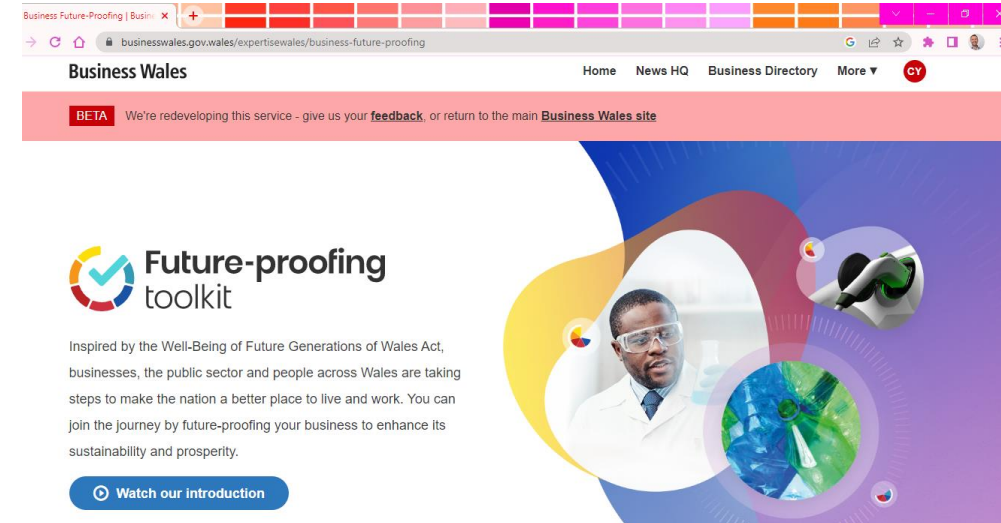 Business Future-Proofing | Busin
businesswales.gov.wales/expertisewales/business-future-proofing
Business Wales
Home News HQ Business Directory More ▼ CY
BETA We're redeveloping this service - give us your feedback, or return to the main Business Wales site
Future-proofing
toolkit
Inspired by the Well-Being of Future Generations of Wales Act,
businesses, the public sector and people across Wales are taking
steps to make the nation a better place to live and work. You can
join the journey by future-proofing your business to enhance its
sustainability and prosperity.
Watch our introduction